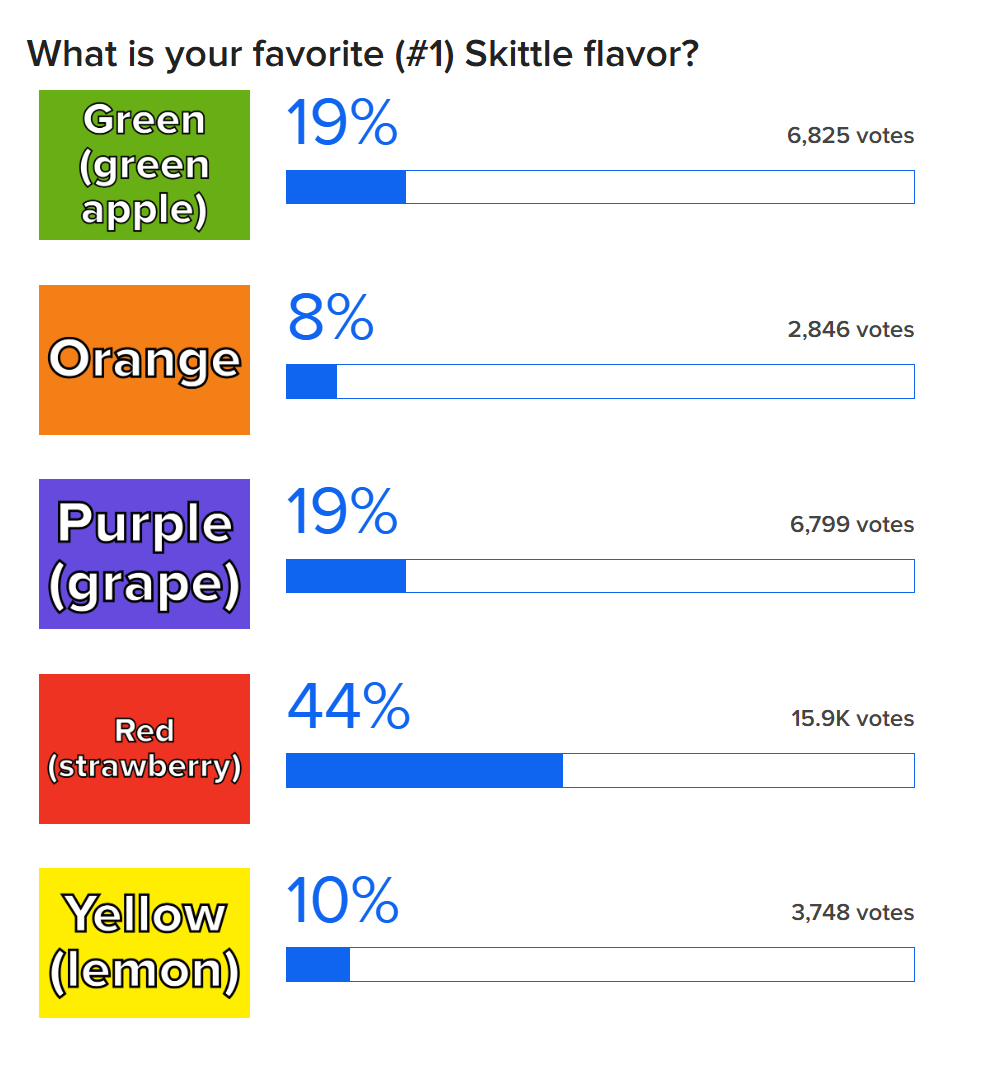 What is your favorite (#1) Skittle flavor?
Green
(green
apple)
19%
6,825 votes
Orange
8%
2,846 votes
Purple
(grape)
19%
6,799 votes
Red
(strawberry)
44%
15.9K votes
Yellow
(lemon)
10%
3,748 votes